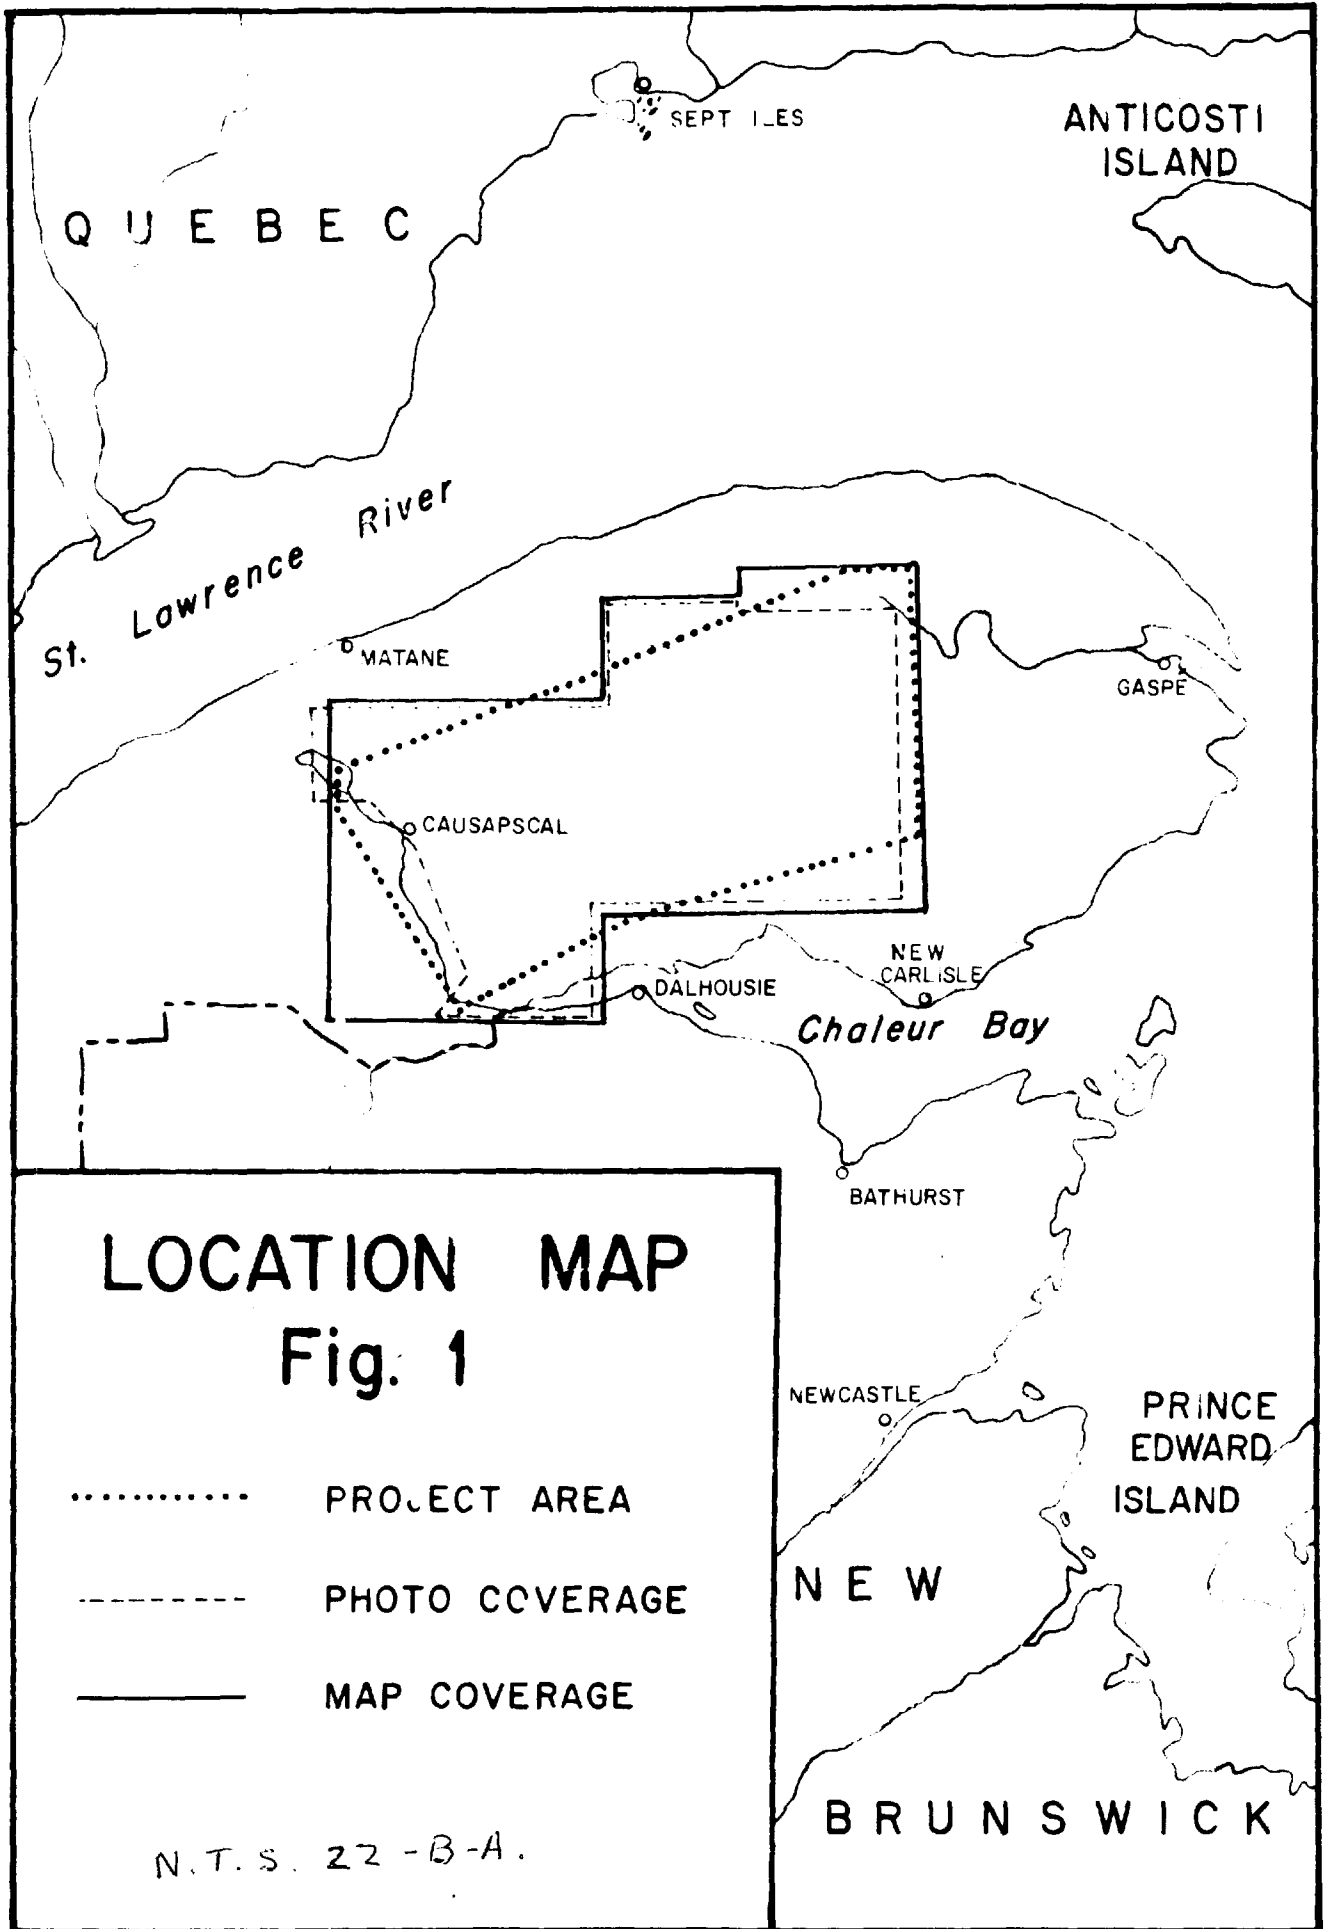 SEPT ILES
ANTICOSTI
ISLAND
QUEBEC
St. Lawrence River
MATANE
GASPE
CAUSAPSCAL
NEW
CARLISLE
DALHOUSIE
Chaleur Bay
BATHURST
LOCATION MAP
Fig. 1
NEWCASTLE
PRINCE
EDWARD
ISLAND
PROJECT AREA
PHOTO COVERAGE
NEW
MAP COVERAGE
BRUNSWICK
N.T.S. 22-B-A.